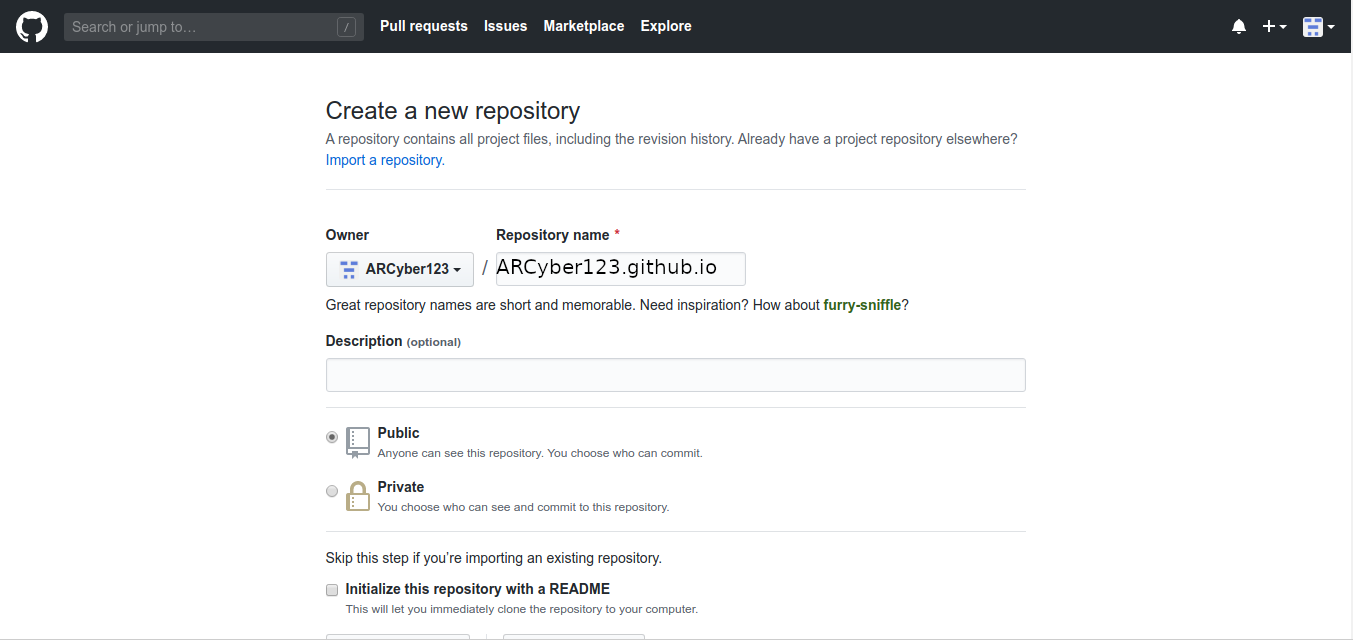 Search or jump to…
/
Pull requests Issues Marketplace Explore
Create a new repository
A repository contains all project files, including the revision history. Already have a project repository elsewhere?
Import a repository.
Owner
Repository name *
ARCyber123 / ARCyber123.github.io
Great repository names are short and memorable. Need inspiration? How about furry-sniffle?
Description (optional)
Public
Anyone can see this repository. You choose who can commit.
Private
You choose who can see and commit to this repository.
Skip this step if you’re importing an existing repository.
Initialize this repository with a README
This will let you immediately clone the repository to your computer.